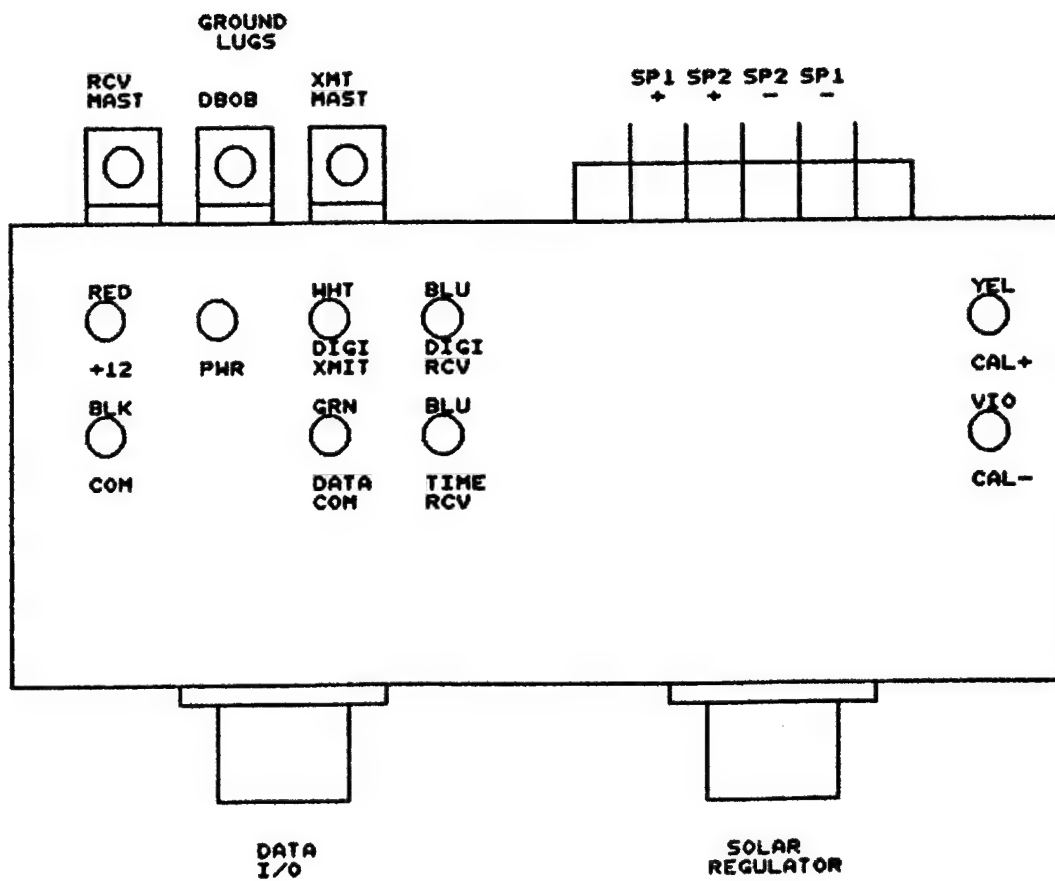 GROUND
LUGS
RCV
MAST
DBOB
XMT
MAST
SP1 SP2 SP2 SP1
+ + - -
RED
+12
PWR
WHT
DIGI
XMIT
BLU
DIGI
RCV
YEL
CAL+
BLK
COM
GRN
DATA
COM
BLU
TIME
RCV
VIO
CAL-
DATA
I/O
SOLAR
REGULATOR